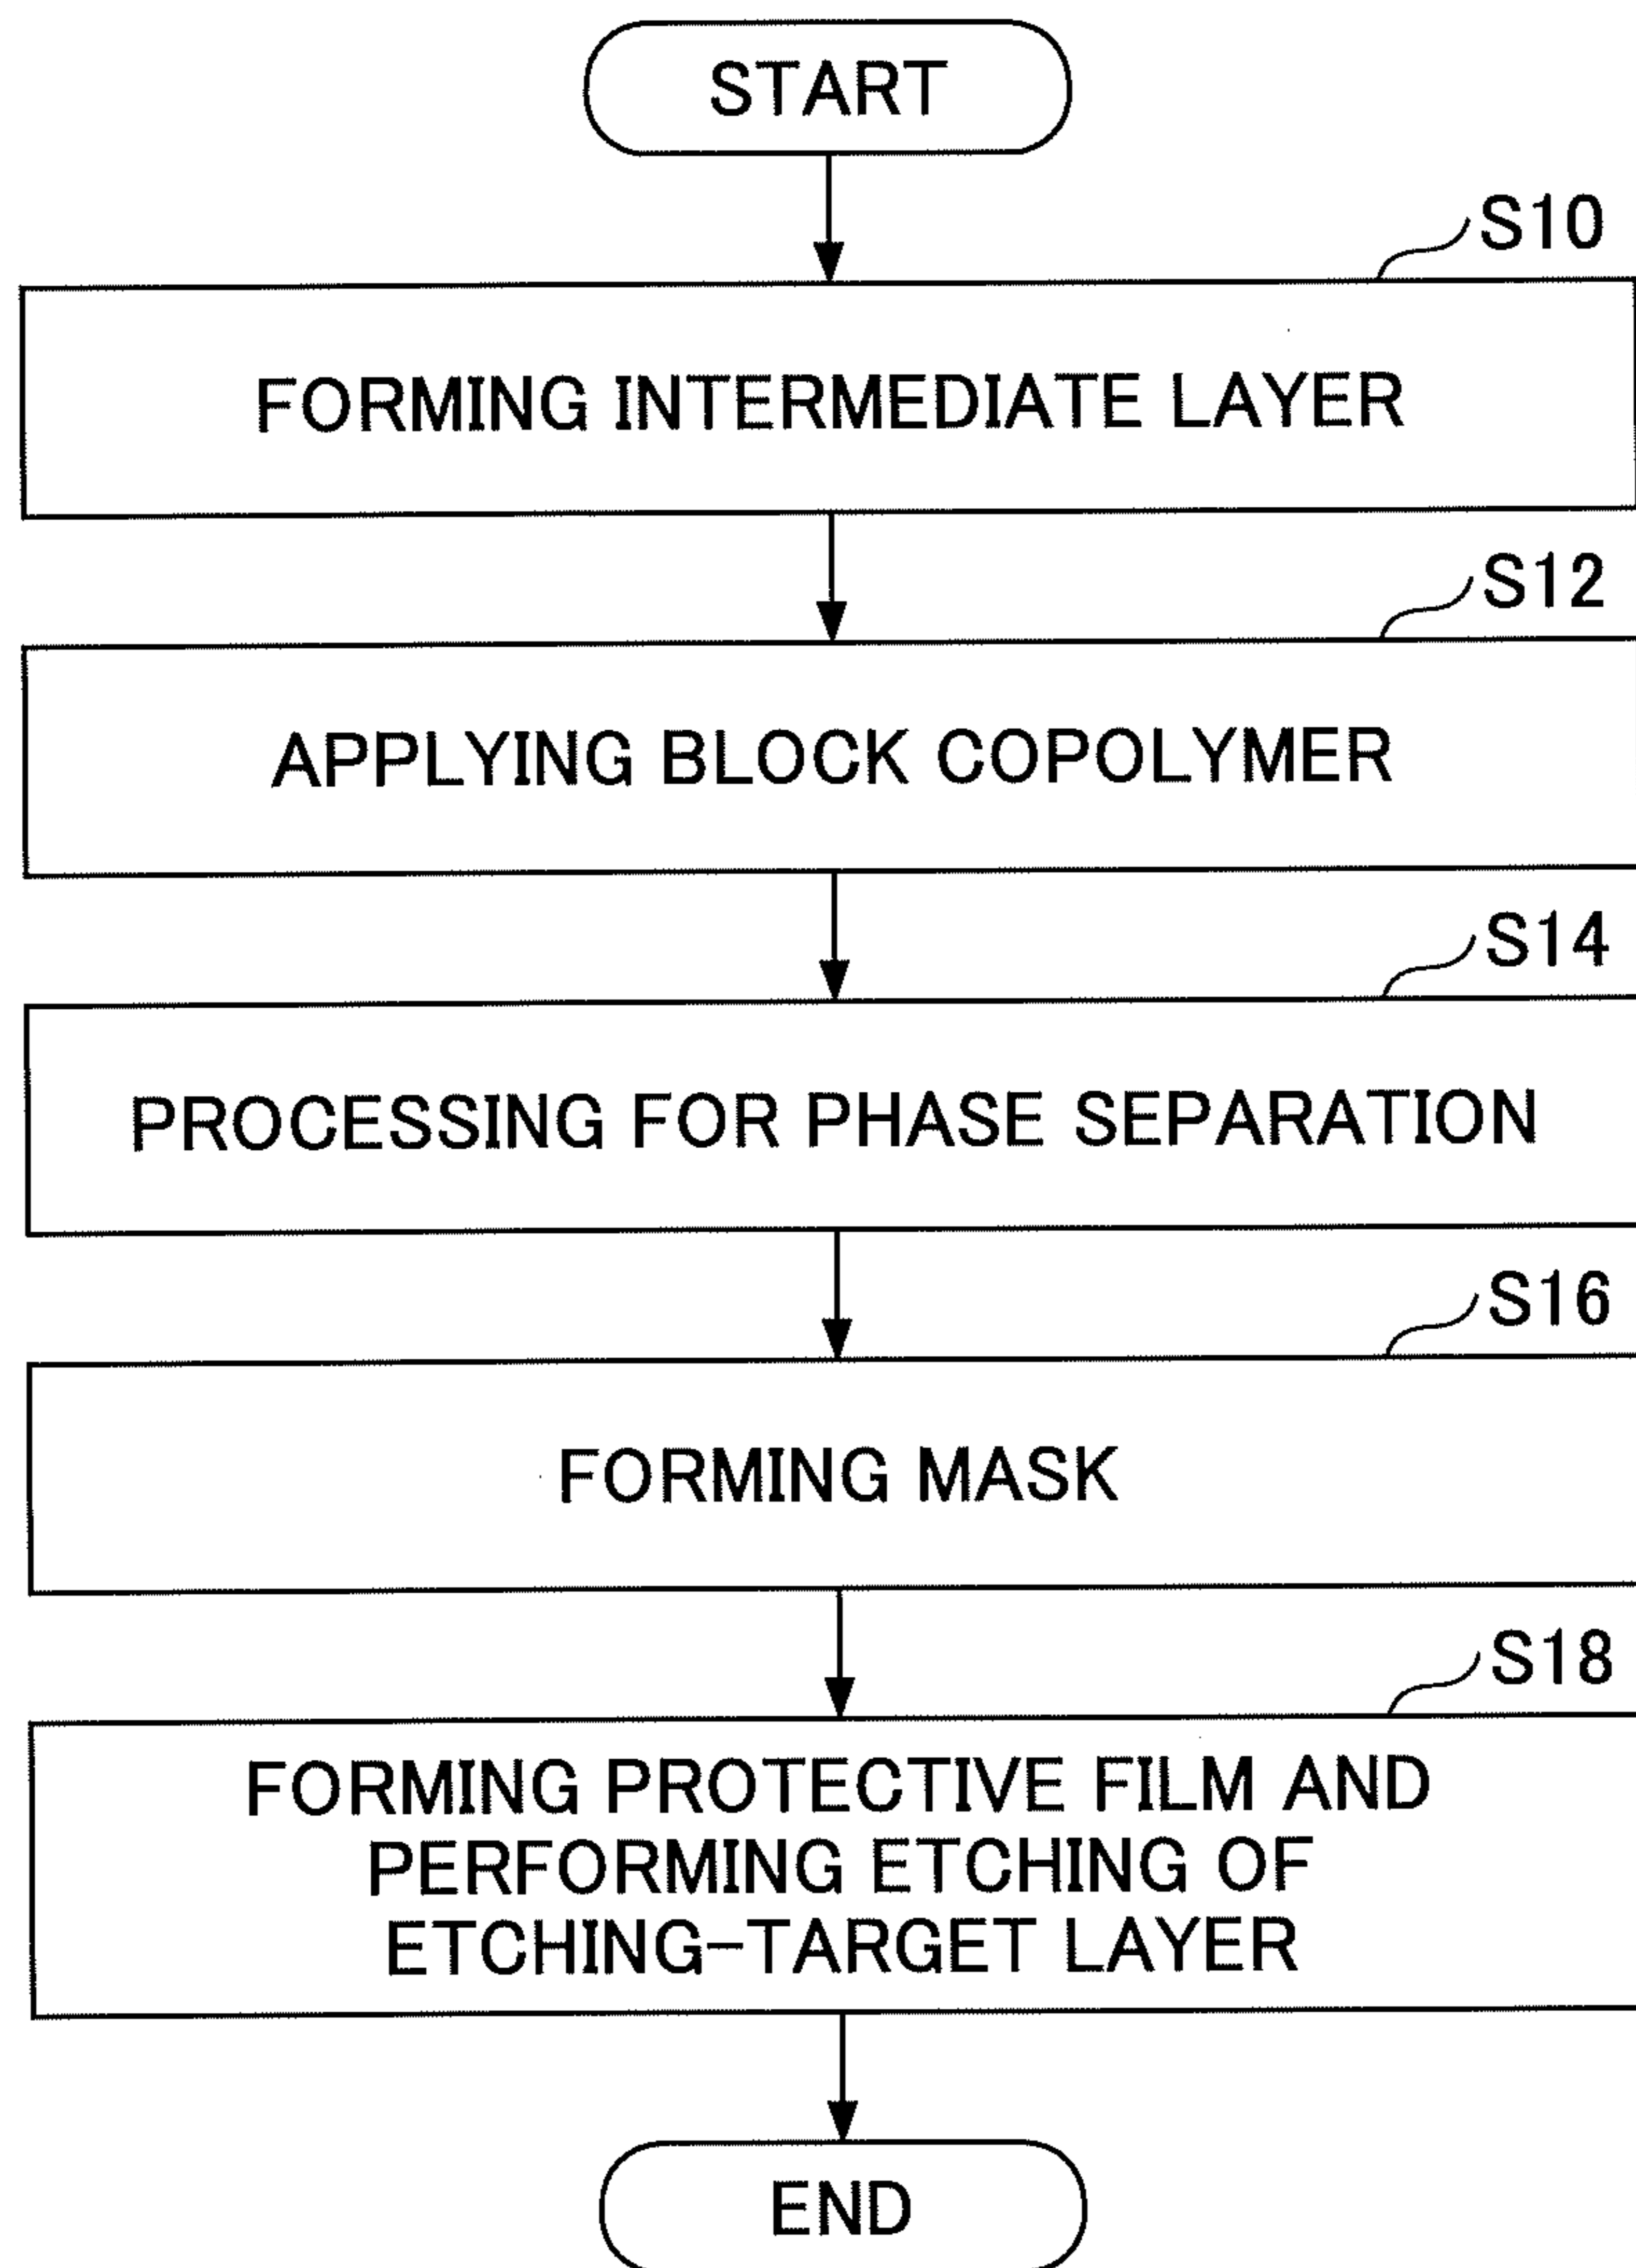 START
S10
FORMING INTERMEDIATE LAYER
S12
APPLYING BLOCK COPOLYMER
S14
PROCESSING FOR PHASE SEPARATION
S16
FORMING MASK
S18
FORMING PROTECTIVE FILM AND
PERFORMING ETCHING OF
ETCHING-TARGET LAYER
END